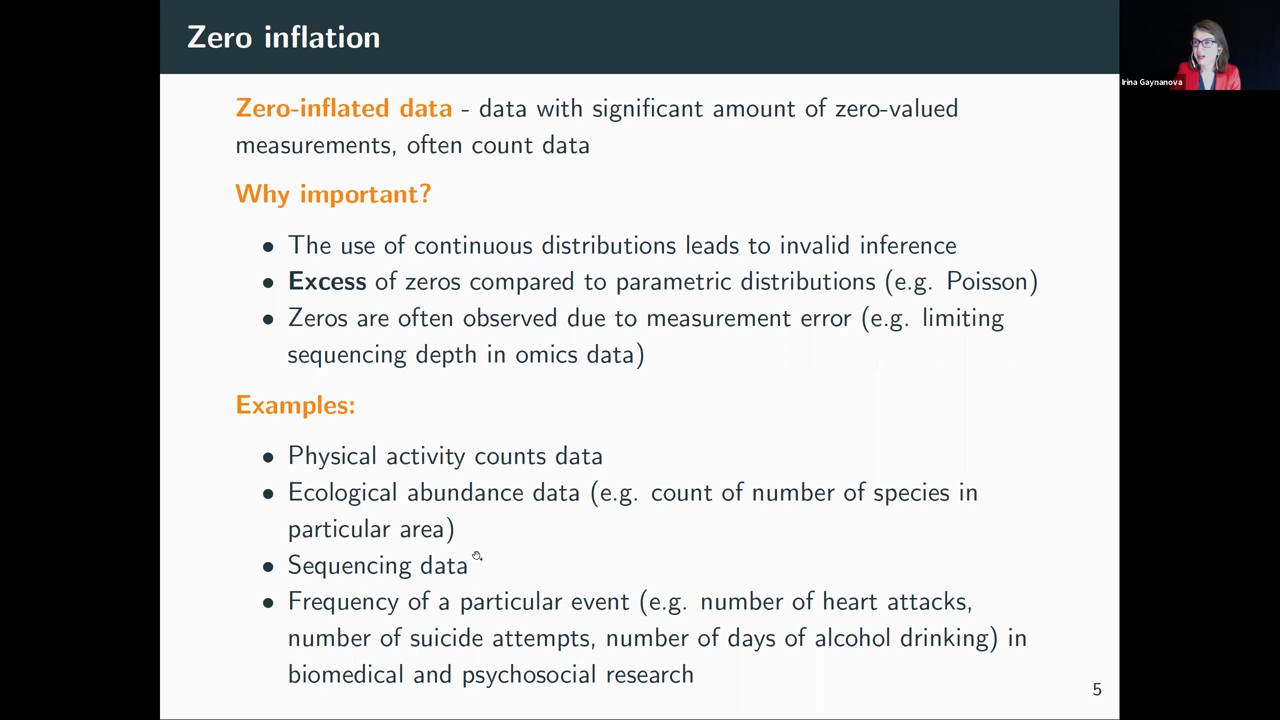 Zero inflation
Irina Gaynanova
Zero-inflated data - data with significant amount of zero-valued
measurements, often count data
Why important?
• The use of continuous distributions leads to invalid inference
• Excess of zeros compared to parametric distributions (e.g. Poisson)
• Zeros are often observed due to measurement error (e.g. limiting
sequencing depth in omics data)
Examples:
• Physical activity counts data
• Ecological abundance data (e.g. count of number of species in
particular area)
• Sequencing data
• Frequency of a particular event (e.g. number of heart attacks,
number of suicide attempts, number of days of alcohol drinking) in
biomedical and psychosocial research
5